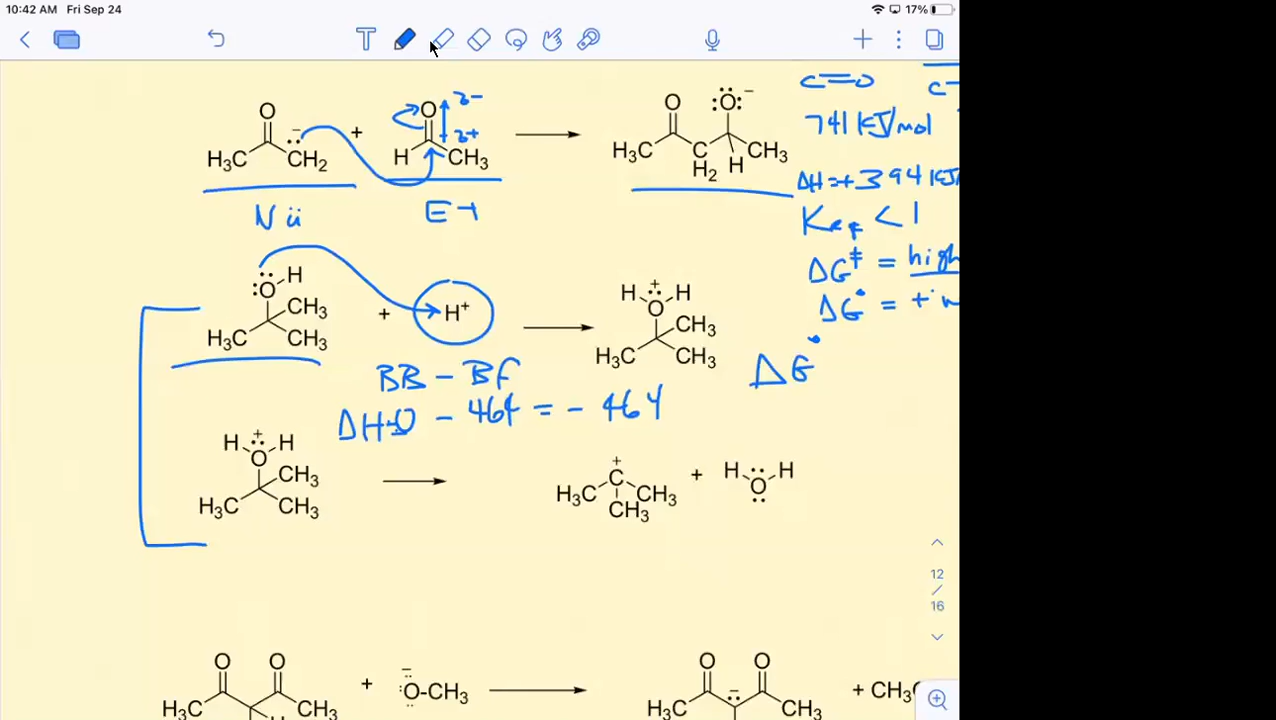 10:42 AM Fri Sep 24
17%
T
C=O
C
O
O
:Ö:⁻
741 kJ/mol
H₃C CH₂ + H CH₃ H₃C C H₂ H CH₃
δ-
δ+
ΔH=+394 kJ
Nü E+
Keq < 1
ΔG‡ = high
ΔG° = +
:Ö H
CH₃
H₃C CH₃
+ H⁺
H O H
+
CH₃
H₃C CH₃
ΔG°
BB - BF
ΔH=0 - 464 = - 464
H O H
+
CH₃
H₃C CH₃
+
H₃C C CH₃
CH₃
+ H O H
12
/
16
O O
H₃C CH₃
H
+ ⁻:O-CH₃
O O
H₃C CH₃
+ CH₃